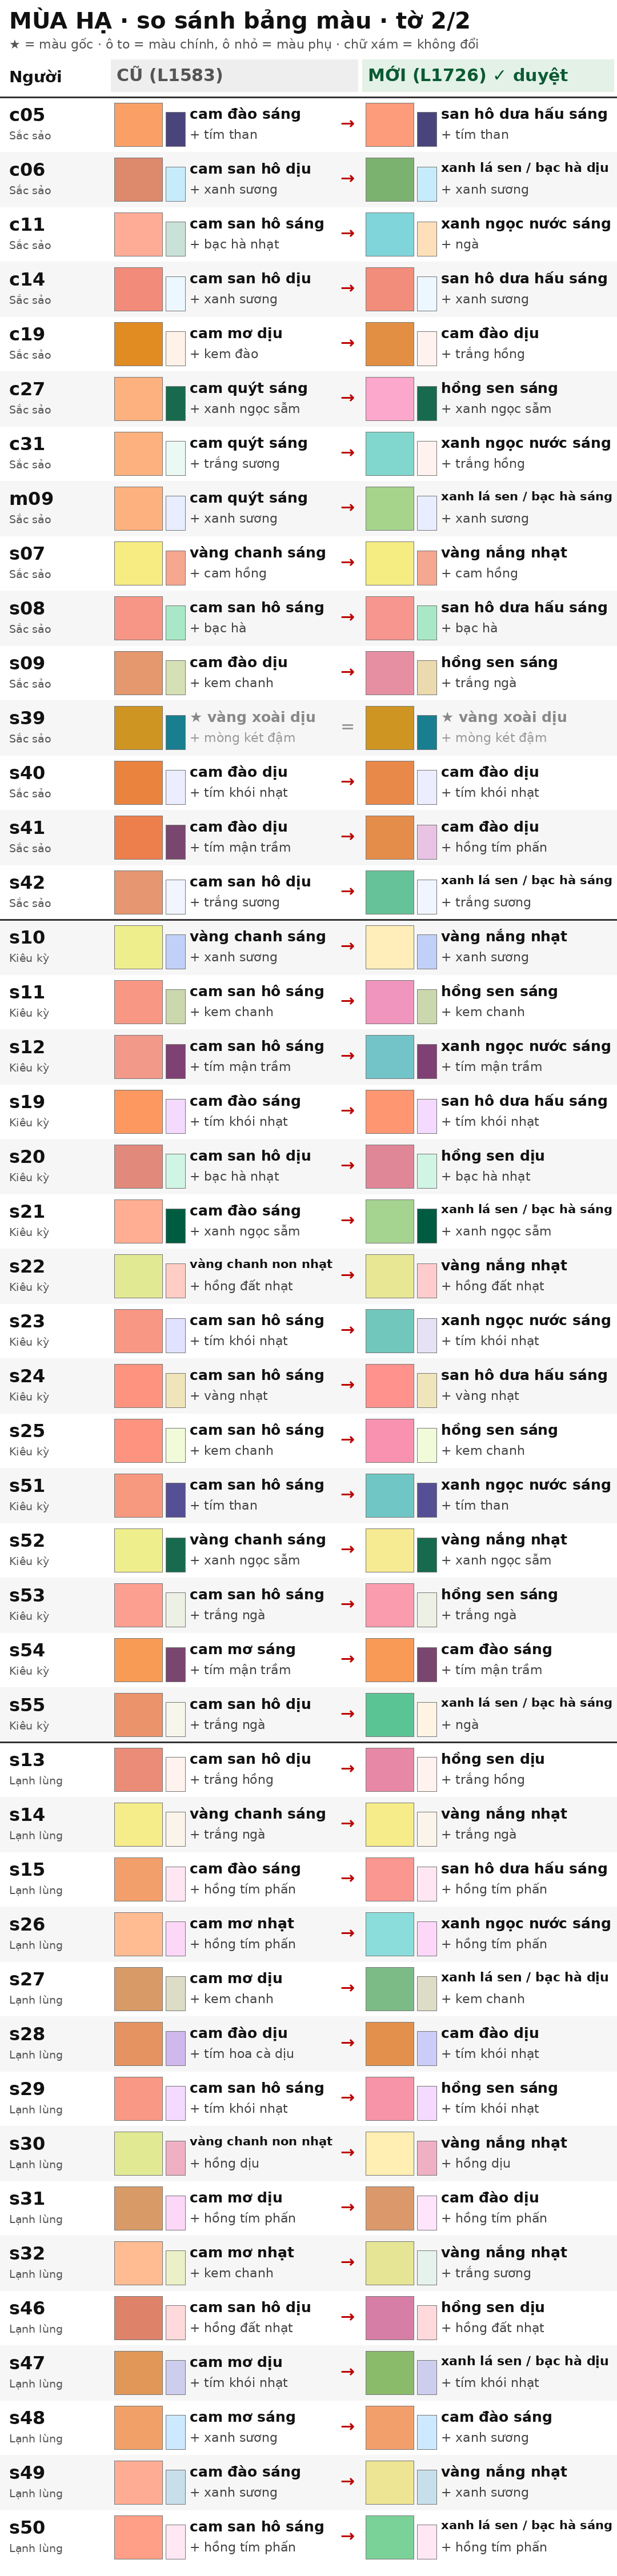 MÙA HẠ · so sánh bảng màu · tờ 2/2
★ = màu gốc · ô to = màu chính, ô nhỏ = màu phụ · chữ xám = không đổi
Người CŨ (L1583) MỚI (L1726) ✓ duyệt
c05 cam đào sáng → san hô dưa hấu sáng
Sắc sảo + tím than + tím than
c06 cam san hô dịu → xanh lá sen / bạc hà dịu
Sắc sảo + xanh sương + xanh sương
c11 cam san hô sáng → xanh ngọc nước sáng
Sắc sảo + bạc hà nhạt + ngà
c14 cam san hô dịu → san hô dưa hấu sáng
Sắc sảo + xanh sương + xanh sương
c19 cam mơ dịu → cam đào dịu
Sắc sảo + kem đào + trắng hồng
c27 cam quýt sáng → hồng sen sáng
Sắc sảo + xanh ngọc sẫm + xanh ngọc sẫm
c31 cam quýt sáng → xanh ngọc nước sáng
Sắc sảo + trắng sương + trắng hồng
m09 cam quýt sáng → xanh lá sen / bạc hà sáng
Sắc sảo + xanh sương + xanh sương
s07 vàng chanh sáng → vàng nắng nhạt
Sắc sảo + cam hồng + cam hồng
s08 cam san hô sáng → san hô dưa hấu sáng
Sắc sảo + bạc hà + bạc hà
s09 cam đào dịu → hồng sen sáng
Sắc sảo + kem chanh + trắng ngà
s39 ★ vàng xoài dịu = ★ vàng xoài dịu
Sắc sảo + mòng két đậm + mòng két đậm
s40 cam đào dịu → cam đào dịu
Sắc sảo + tím khói nhạt + tím khói nhạt
s41 cam đào dịu → cam đào dịu
Sắc sảo + tím mận trầm + hồng tím phấn
s42 cam san hô dịu → xanh lá sen / bạc hà sáng
Sắc sảo + trắng sương + trắng sương
s10 vàng chanh sáng → vàng nắng nhạt
Kiêu kỳ + xanh sương + xanh sương
s11 cam san hô sáng → hồng sen sáng
Kiêu kỳ + kem chanh + kem chanh
s12 cam san hô sáng → xanh ngọc nước sáng
Kiêu kỳ + tím mận trầm + tím mận trầm
s19 cam đào sáng → san hô dưa hấu sáng
Kiêu kỳ + tím khói nhạt + tím khói nhạt
s20 cam san hô dịu → hồng sen dịu
Kiêu kỳ + bạc hà nhạt + bạc hà nhạt
s21 cam đào sáng → xanh lá sen / bạc hà sáng
Kiêu kỳ + xanh ngọc sẫm + xanh ngọc sẫm
s22 vàng chanh non nhạt → vàng nắng nhạt
Kiêu kỳ + hồng đất nhạt + hồng đất nhạt
s23 cam san hô sáng → xanh ngọc nước sáng
Kiêu kỳ + tím khói nhạt + tím khói nhạt
s24 cam san hô sáng → san hô dưa hấu sáng
Kiêu kỳ + vàng nhạt + vàng nhạt
s25 cam san hô sáng → hồng sen sáng
Kiêu kỳ + kem chanh + kem chanh
s51 cam san hô sáng → xanh ngọc nước sáng
Kiêu kỳ + tím than + tím than
s52 vàng chanh sáng → vàng nắng nhạt
Kiêu kỳ + xanh ngọc sẫm + xanh ngọc sẫm
s53 cam san hô sáng → hồng sen sáng
Kiêu kỳ + trắng ngà + trắng ngà
s54 cam mơ sáng → cam đào sáng
Kiêu kỳ + tím mận trầm + tím mận trầm
s55 cam san hô dịu → xanh lá sen / bạc hà sáng
Kiêu kỳ + trắng ngà + ngà
s13 cam san hô dịu → hồng sen dịu
Lạnh lùng + trắng hồng + trắng hồng
s14 vàng chanh sáng → vàng nắng nhạt
Lạnh lùng + trắng ngà + trắng ngà
s15 cam đào sáng → san hô dưa hấu sáng
Lạnh lùng + hồng tím phấn + hồng tím phấn
s26 cam mơ nhạt → xanh ngọc nước sáng
Lạnh lùng + hồng tím phấn + hồng tím phấn
s27 cam mơ dịu → xanh lá sen / bạc hà dịu
Lạnh lùng + kem chanh + kem chanh
s28 cam đào dịu → cam đào dịu
Lạnh lùng + tím hoa cà dịu + tím khói nhạt
s29 cam san hô sáng → hồng sen sáng
Lạnh lùng + tím khói nhạt + tím khói nhạt
s30 vàng chanh non nhạt → vàng nắng nhạt
Lạnh lùng + hồng dịu + hồng dịu
s31 cam mơ dịu → cam đào dịu
Lạnh lùng + hồng tím phấn + hồng tím phấn
s32 cam mơ nhạt → vàng nắng nhạt
Lạnh lùng + kem chanh + trắng sương
s46 cam san hô dịu → hồng sen dịu
Lạnh lùng + hồng đất nhạt + hồng đất nhạt
s47 cam mơ dịu → xanh lá sen / bạc hà dịu
Lạnh lùng + tím khói nhạt + tím khói nhạt
s48 cam mơ sáng → cam đào sáng
Lạnh lùng + xanh sương + xanh sương
s49 cam đào sáng → vàng nắng nhạt
Lạnh lùng + xanh sương + xanh sương
s50 cam san hô sáng → xanh lá sen / bạc hà sáng
Lạnh lùng + hồng tím phấn + hồng tím phấn